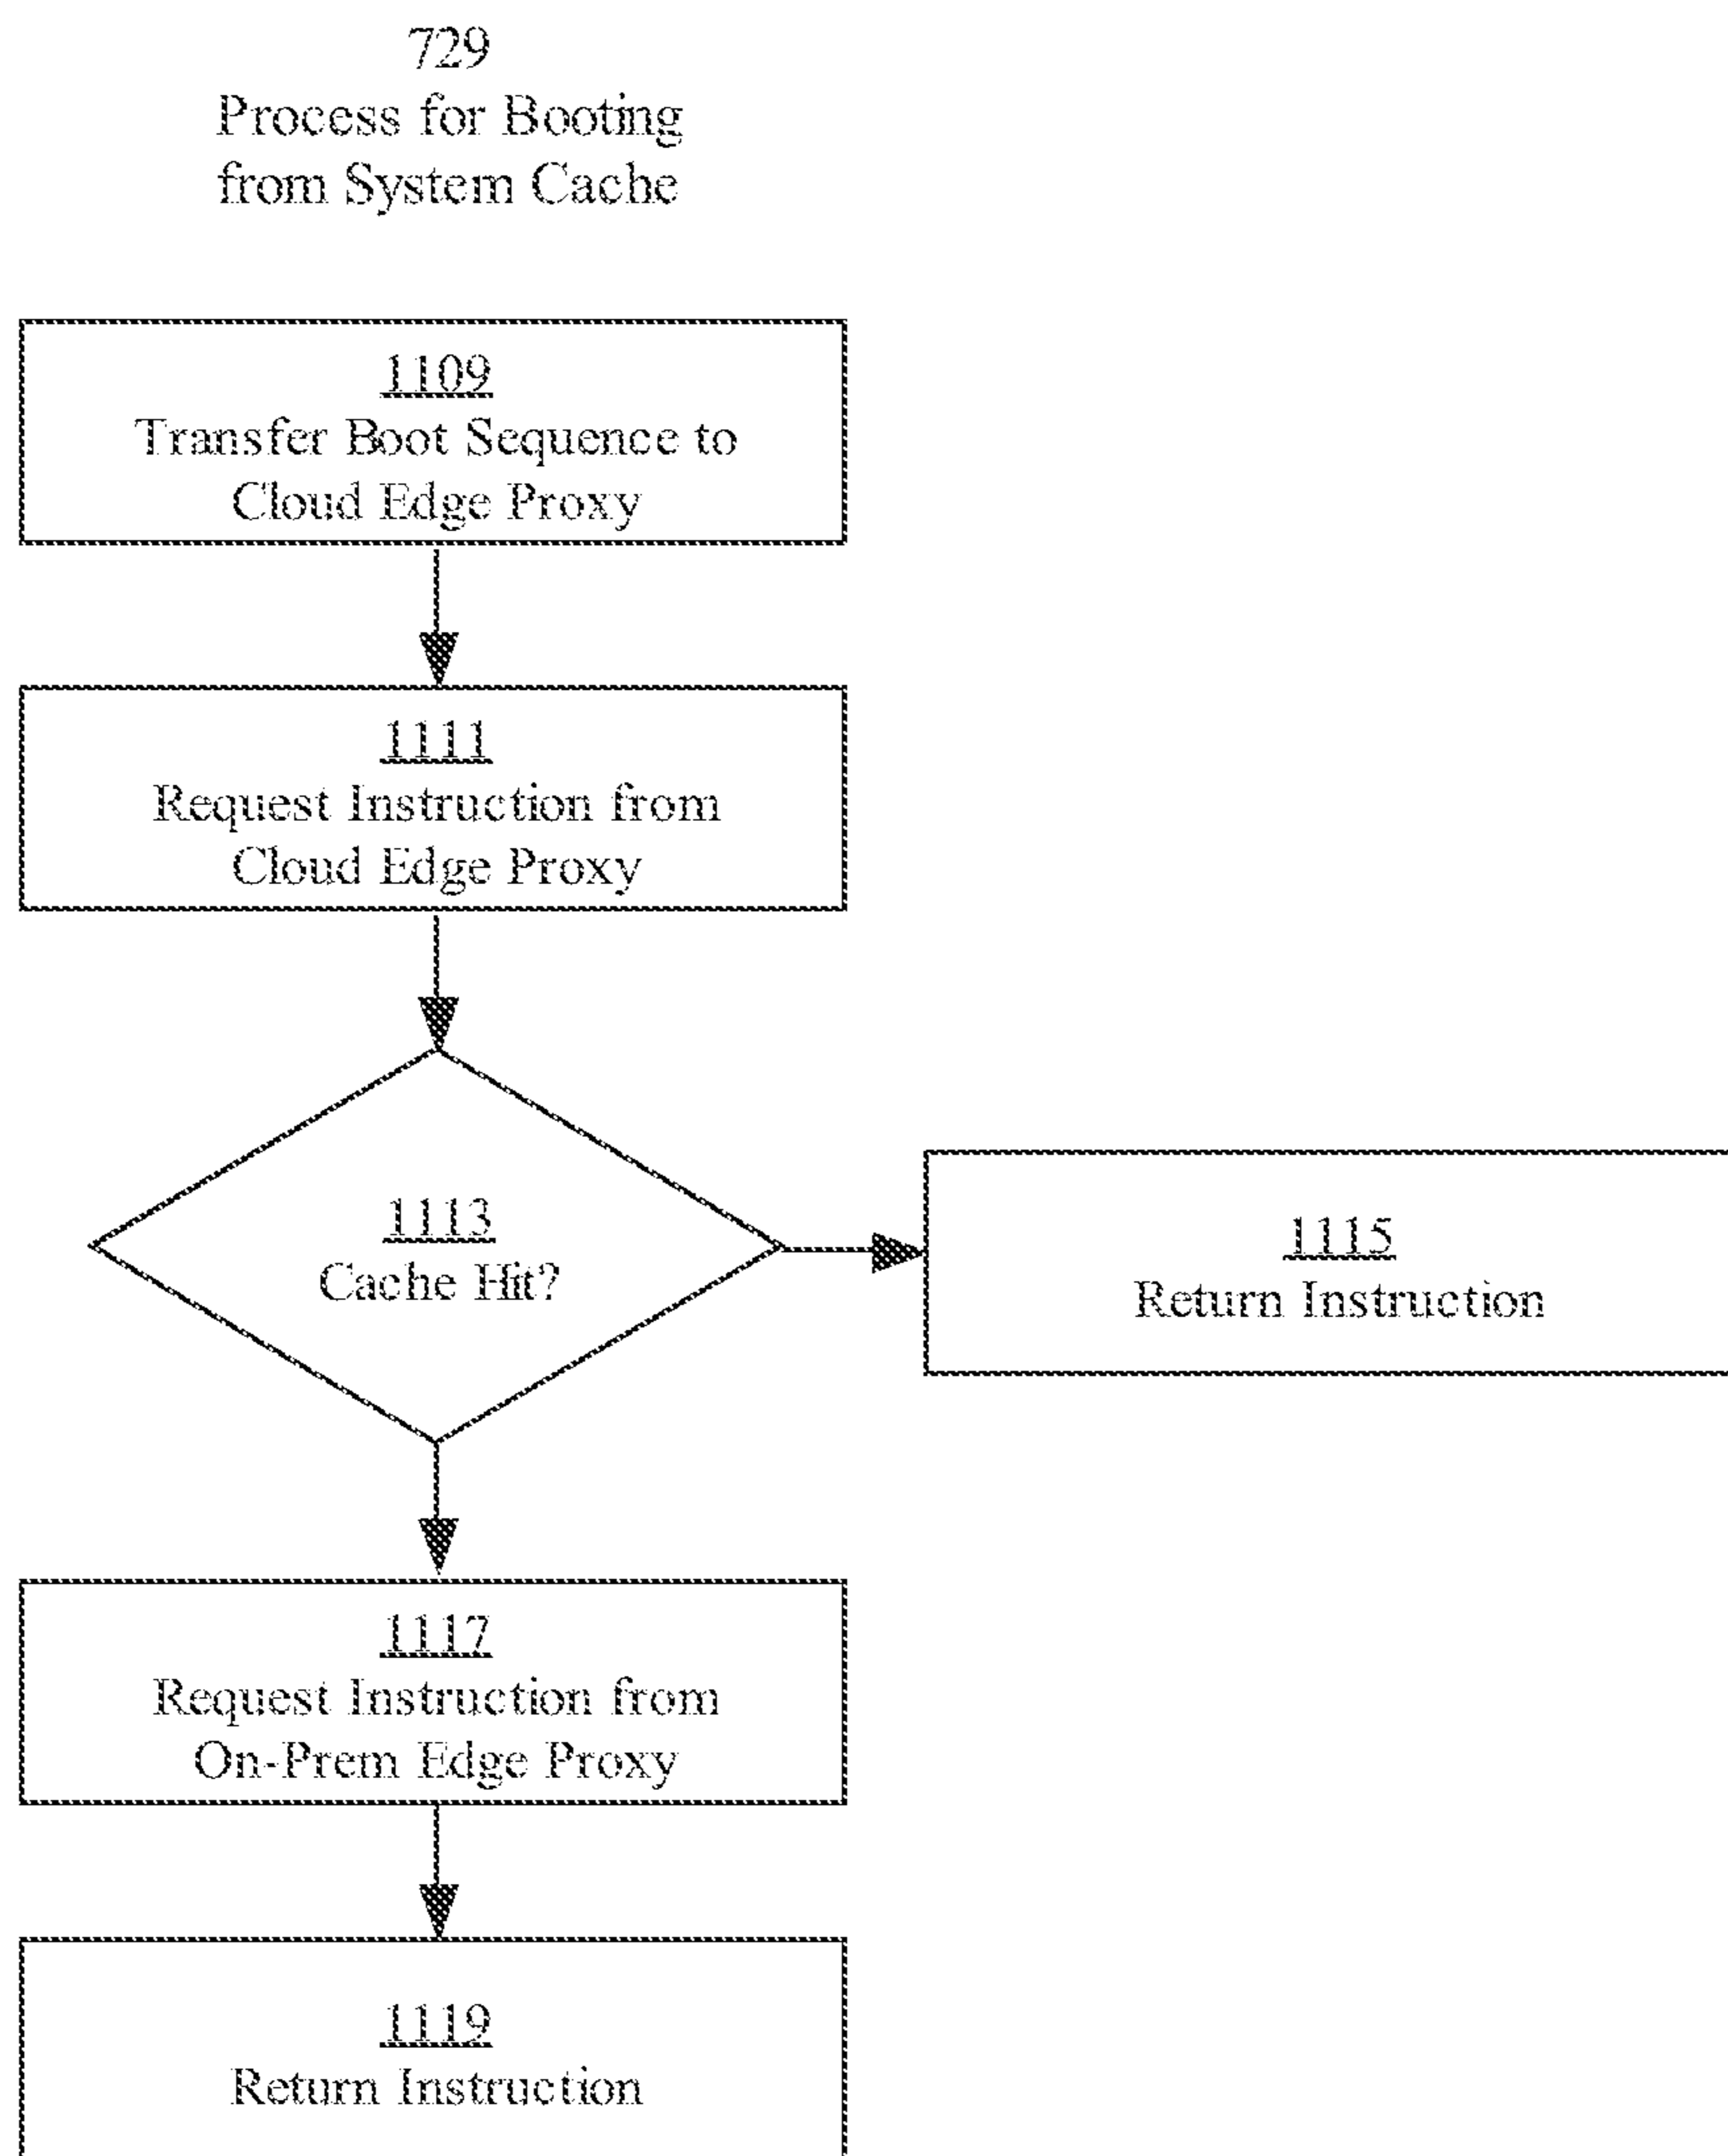 729
Process for Booting
from System Cache
1109
Transfer Boot Sequence to
Cloud Edge Proxy
1111
Request Instruction from
Cloud Edge Proxy
1113
Cache Hit?
1115
Return Instruction
1117
Request Instruction from
On-Prem Edge Proxy
1119
Return Instruction